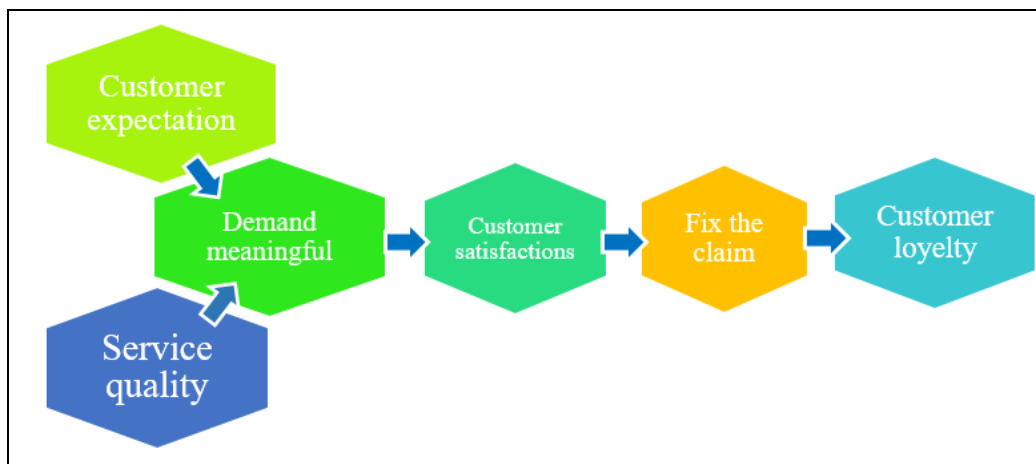 Customer
expectation
Service
quality
Demand
meaningful
Customer
satisfactions
Fix the
claim
Customer
loyelty